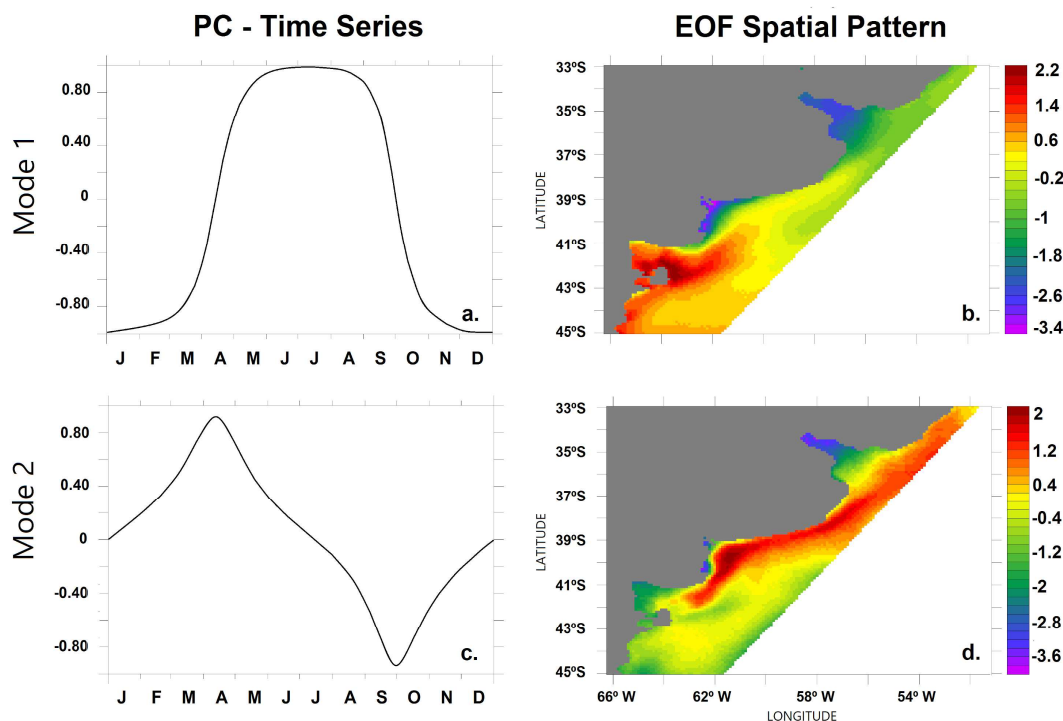 PC - Time Series
EOF Spatial Pattern
Mode 1
0.80
0.40
0
-0.40
-0.80
a.
J F M A M J J A S O N D
LATITUDE
33ºS
35ºS
37ºS
39ºS
41ºS
43ºS
45ºS
b.
2.2
1.4
0.6
-0.2
-1
-1.8
-2.6
-3.4
Mode 2
0.80
0.40
0
-0.40
-0.80
c.
J F M A M J J A S O N D
LATITUDE
33ºS
35ºS
37ºS
39ºS
41ºS
43ºS
45ºS
d.
66º W 62º W 58º W 54º W
LONGITUDE
2
1.2
0.4
-0.4
-1.2
-2
-2.8
-3.6